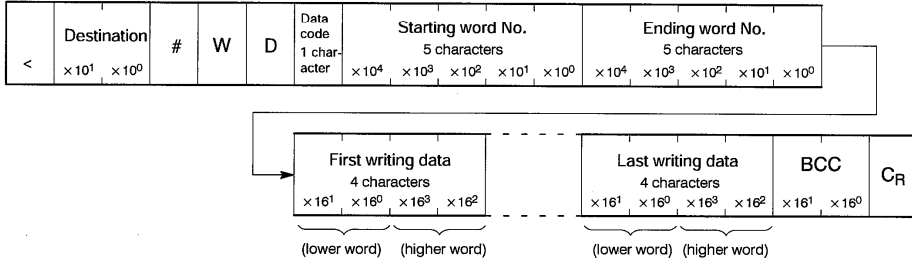 < Destination ×10¹ ×10⁰ # W D Data code 1 char- acter Starting word No. 5 characters ×10⁴ ×10³ ×10² ×10¹ ×10⁰ Ending word No. 5 characters ×10⁴ ×10³ ×10² ×10¹ ×10⁰
First writing data
4 characters
×16¹ ×16⁰ ×16³ ×16²
(lower word) (higher word)
Last writing data
4 characters
×16¹ ×16⁰ ×16³ ×16²
(lower word) (higher word)
BCC
×16¹ ×16⁰
CR